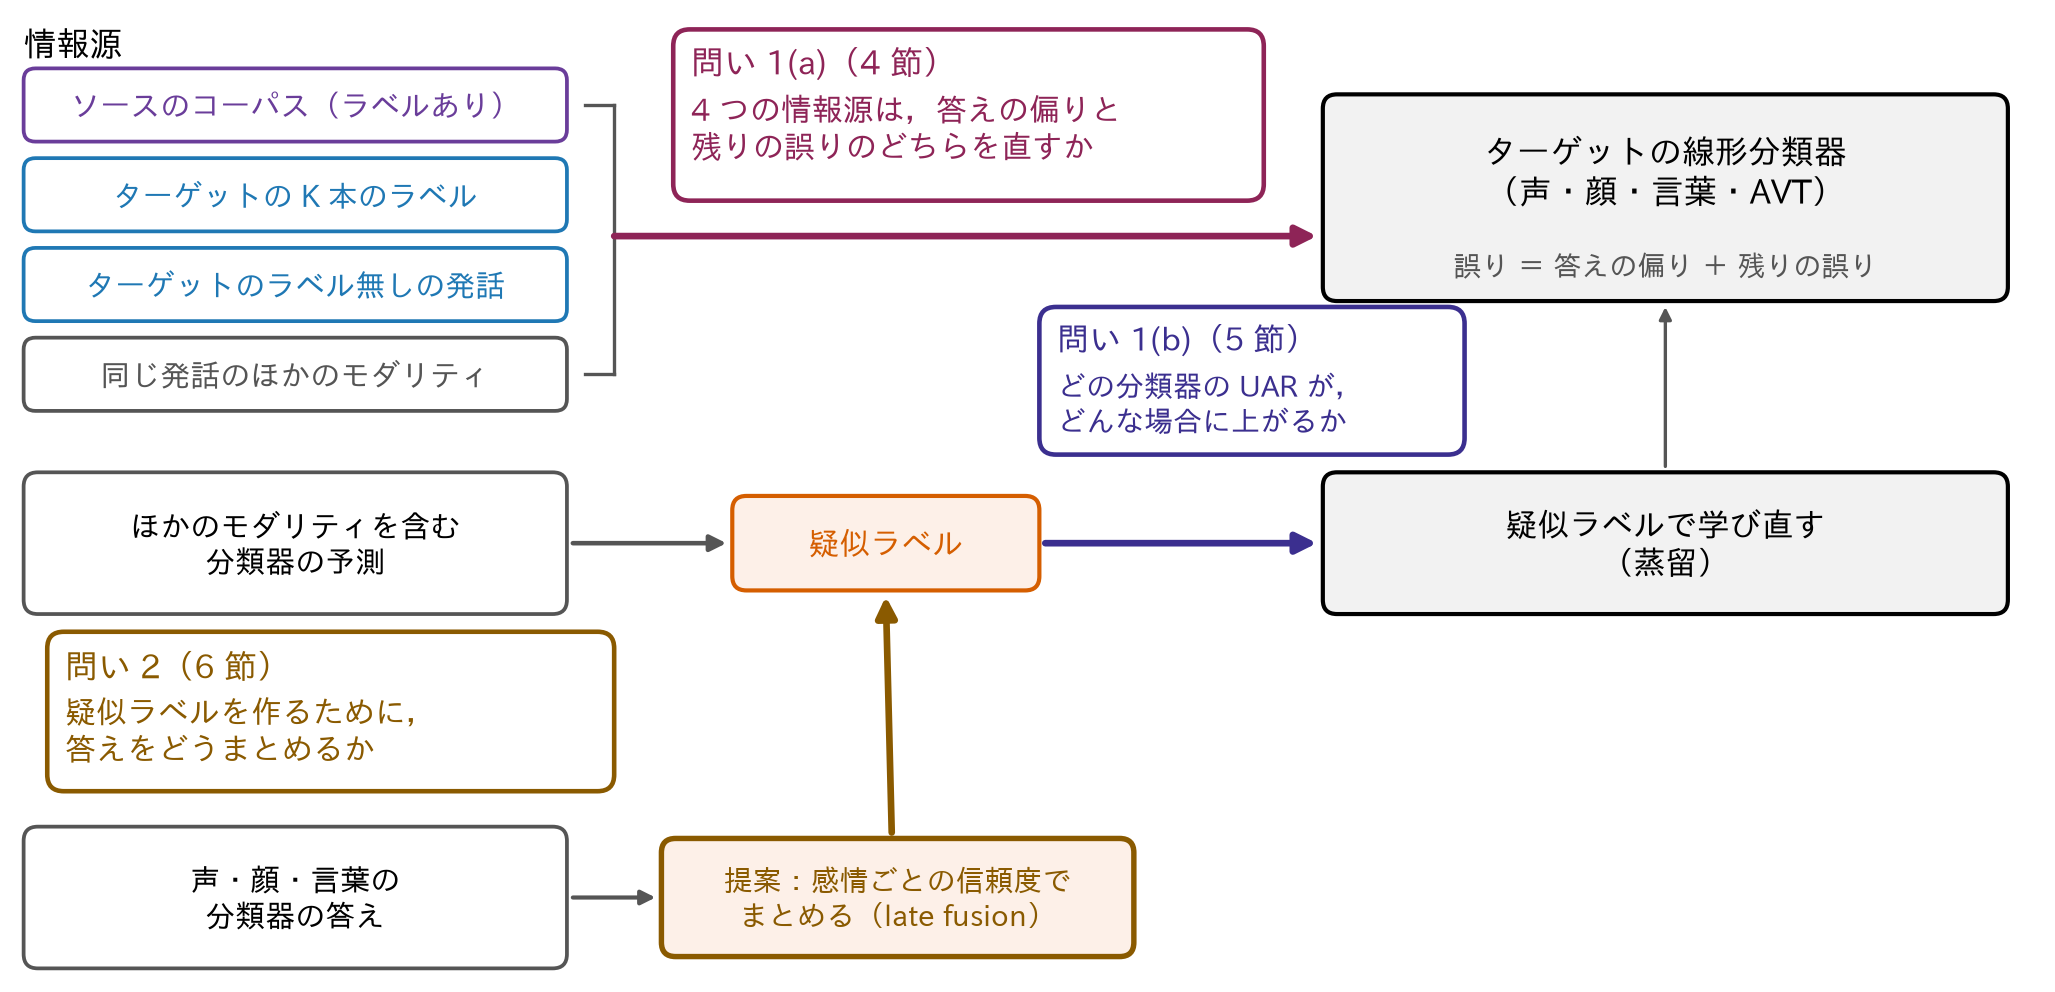 情報源
ソースのコーパス（ラベルあり）
ターゲットの K 本のラベル
ターゲットのラベル無しの発話
同じ発話のほかのモダリティ
問い 1(a)（4 節）
4 つの情報源は，答えの偏りと
残りの誤りのどちらを直すか
ターゲットの線形分類器
（声・顔・言葉・AVT）
誤り ＝ 答えの偏り ＋ 残りの誤り
問い 1(b)（5 節）
どの分類器の UAR が，
どんな場合に上がるか
ほかのモダリティを含む
分類器の予測
疑似ラベル
疑似ラベルで学び直す
（蒸留）
問い 2（6 節）
疑似ラベルを作るために，
答えをどうまとめるか
声・顔・言葉の
分類器の答え
提案：感情ごとの信頼度で
まとめる（late fusion）